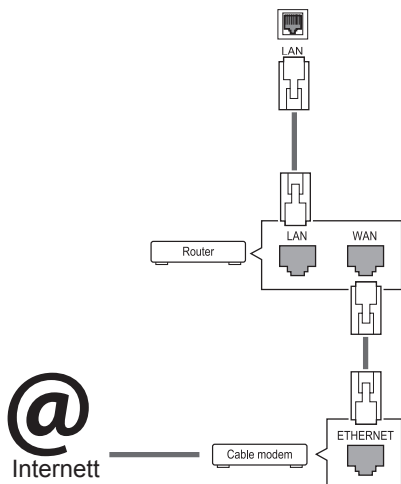 LAN
LAN
WAN
Router
ETHERNET
@
Internett
Cable modem